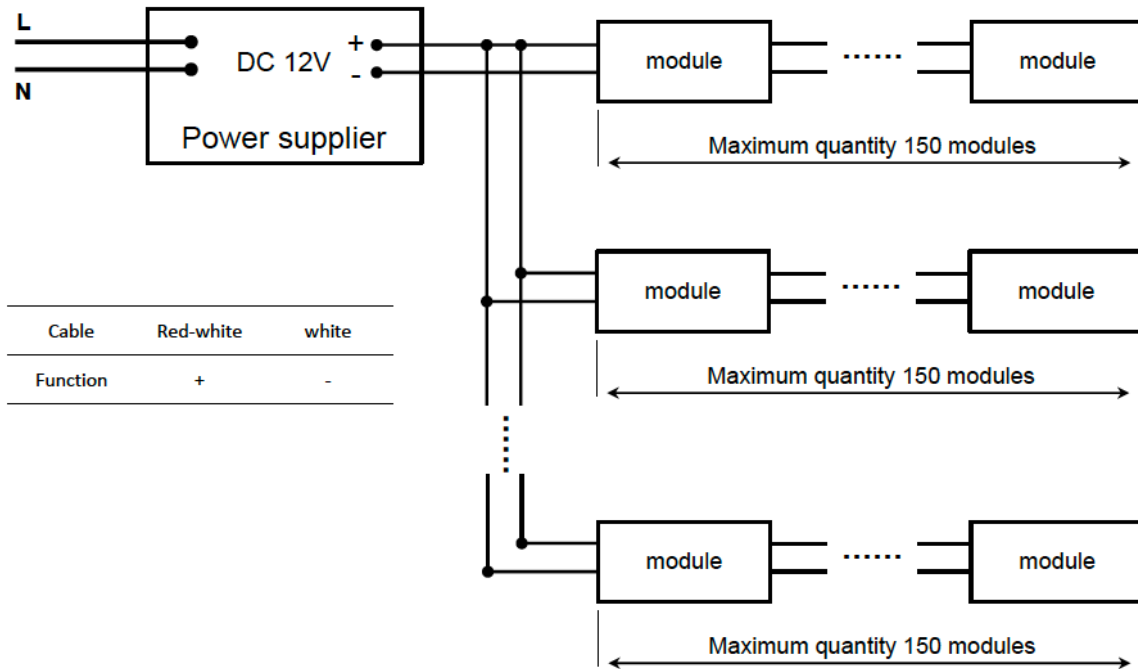 L
N
DC 12V
+
-
Power supplier
module ······ module
Maximum quantity 150 modules
module ······ module
Maximum quantity 150 modules
Cable Red-white white
Function + -
module ······ module
Maximum quantity 150 modules